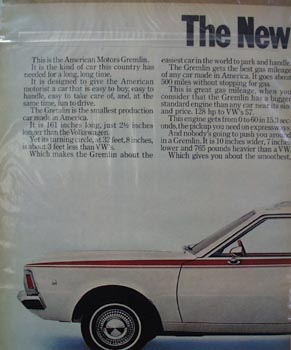 The New
This is the American Motors Gremlin.
It is the kind of car this country has
needed for a long, long time.
It is designed to give the American
motorist a car that is easy to buy, easy to
handle, easy to take care of, and, at the
same time, fun to drive.
The Gremlin is the smallest production
car made in America.
It is 161 inches long, just 2½ inches
longer than the Volkswagen.
Yet its turning circle, at 32 feet, 8 inches,
is about 3 feet less than VW's.
Which makes the Gremlin about the
easiest car in the world to park and handle.
The Gremlin gets the best gas mileage
of any car made in America. It goes about
500 miles without stopping for gas.
This is great gas mileage, when you
consider that the Gremlin has a bigger
standard engine than any car near its size
and price. 128 hp to VW's 57.
This engine gets from 0 to 60 in 15.3 sec-
onds, the pickup you need on expressways.
And nobody's going to push you around
in a Gremlin. It is 10 inches wider, 7 inches
lower and 765 pounds heavier than a VW.
Which gives you about the smoothest,